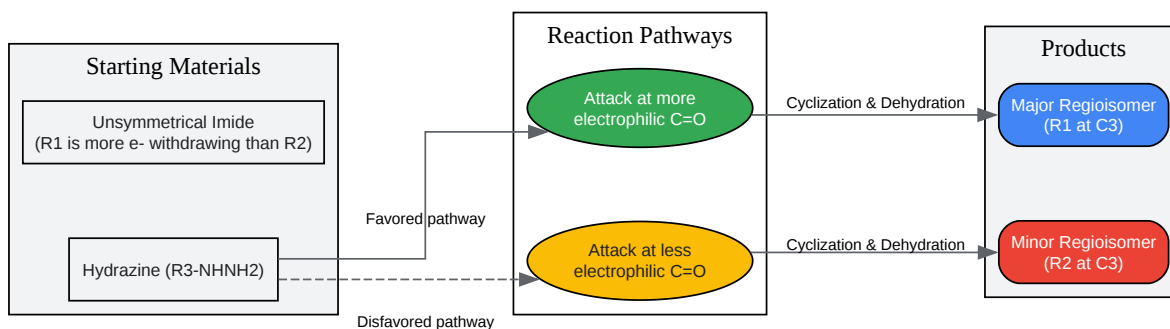 Starting Materials
Unsymmetrical Imide
(R1 is more e- withdrawing than R2)
Hydrazine (R3-NHNH2)
Favored pathway
Disfavored pathway
Reaction Pathways
Attack at more
electrophilic C=O
Attack at less
electrophilic C=O
Cyclization & Dehydration
Cyclization & Dehydration
Products
Major Regioisomer
(R1 at C3)
Minor Regioisomer
(R2 at C3)